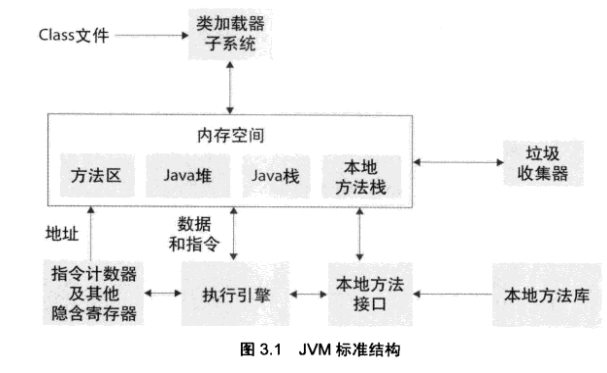 Class文件
类加载器
子系统
内存空间
方法区
Java堆
Java栈
本地
方法栈
垃圾
收集器
地址
数据
和指令
指令计数器
及其他
隐含寄存器
执行引擎
本地方法
接口
本地方法库
图 3.1 JVM 标准结构